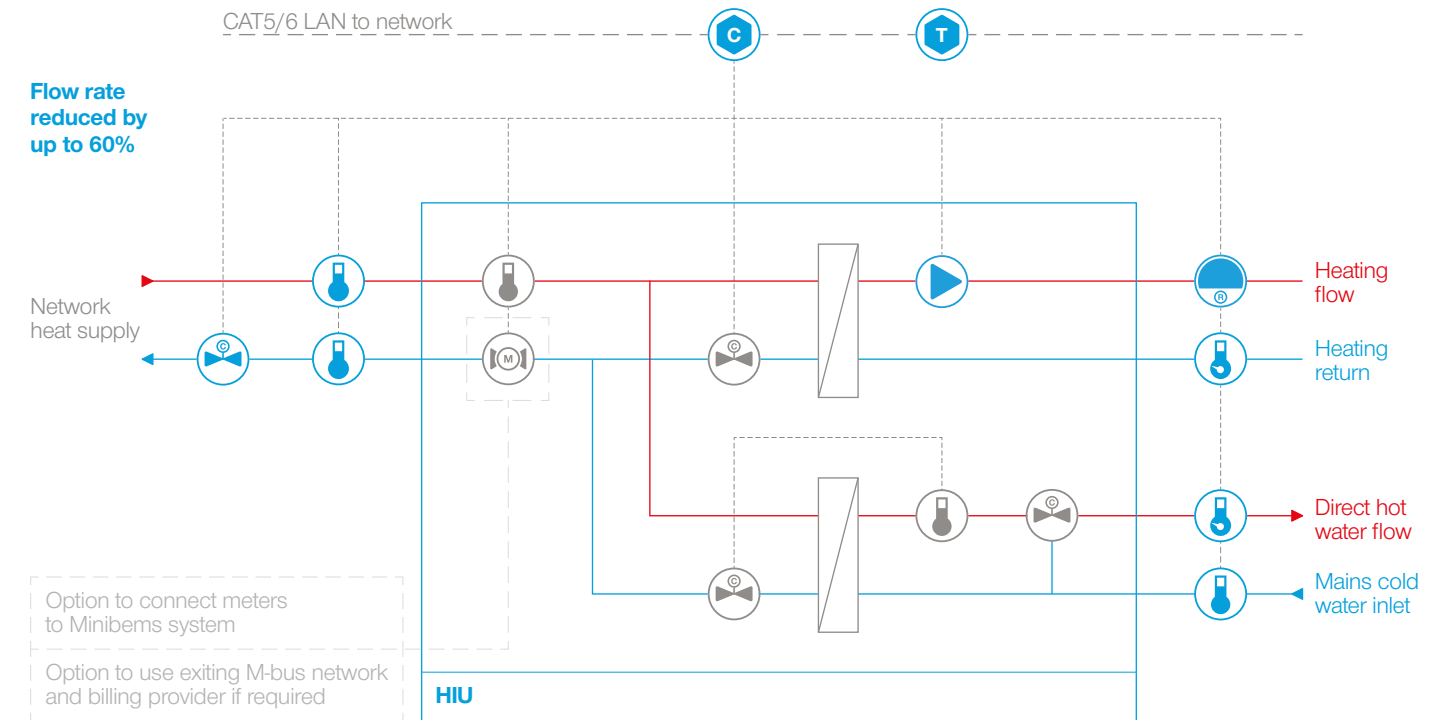 CAT5/6 LAN to network
C
T
Flow rate
reduced by
up to 60%
Network
heat supply
C
M
C
R
Heating
flow
Heating
return
C
C
Direct hot
water flow
Mains cold
water inlet
Option to connect meters
to Minibems system
Option to use exiting M-bus network
and billing provider if required
HIU